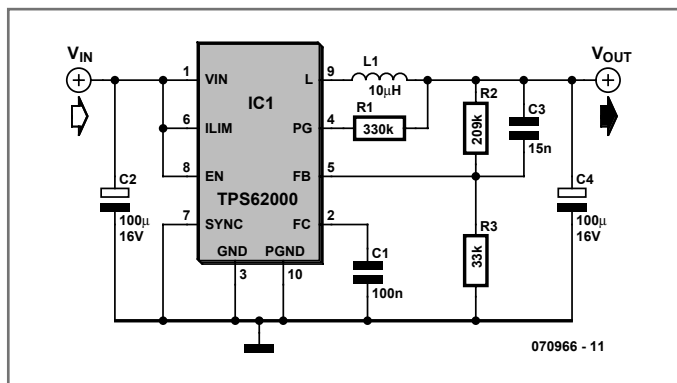 VIN
VOUT
1
VIN
L
9
L1
10µH
IC1
R1
330k
R2
209k
C3
15n
6
ILIM
PG
4
8
EN
FB
5
TPS62000
C2
100µ
16V
7
SYNC
FC
2
GND
PGND
3
10
C1
100n
R3
33k
C4
100µ
16V
070966 - 11